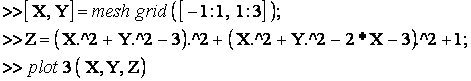 >>[ X, Y] = mesh grid ([-1:1, 1:3]);
>>Z = (X.^2 + Y.^2 - 3).^2 + (X.^2 + Y.^2 - 2*X - 3).^2 +1;
>> plot 3 ( X, Y, Z)